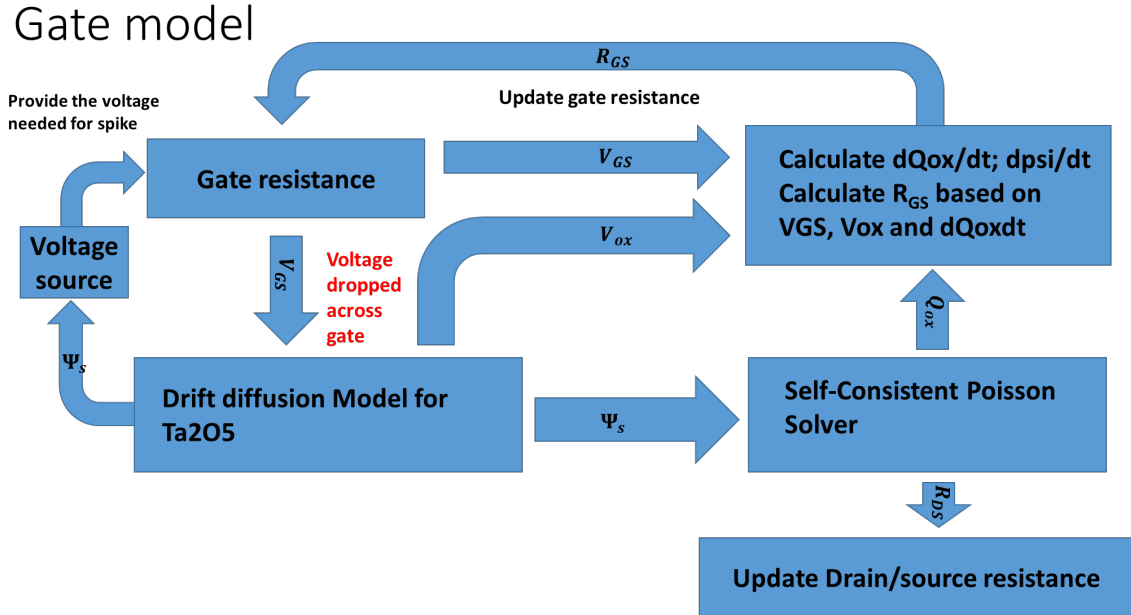 Gate model
R_GS
Provide the voltage
needed for spike
Update gate resistance
Gate resistance
V_GS
Calculate dQox/dt; dpsi/dt
Calculate R_GS based on
VGS, Vox and dQoxdt
V_ox
Voltage
source
V_GS
Voltage
dropped
across
gate
Q_ox
Ψ_s
Drift diffusion Model for
Ta2O5
Ψ_s
Self-Consistent Poisson
Solver
R_DS
Update Drain/source resistance